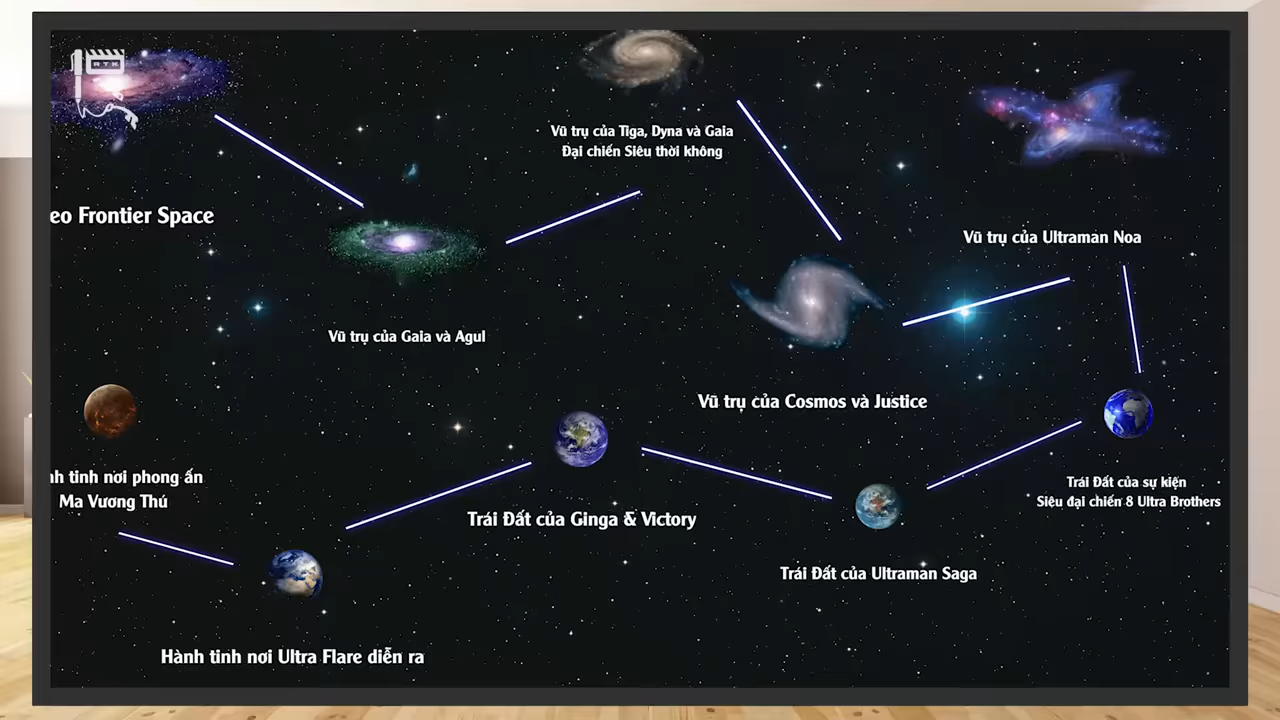 RTK
Vũ trụ của Tiga, Dyna và Gaia
Đại chiến Siêu thời không
eo Frontier Space
Vũ trụ của Ultraman Noa
Vũ trụ của Gaia và Agul
Vũ trụ của Cosmos và Justice
nh tinh nơi phong ấn
Ma Vương Thú
Trái Đất của sự kiện
Siêu đại chiến 8 Ultra Brothers
Trái Đất của Ginga & Victory
Trái Đất của Ultraman Saga
Hành tinh nơi Ultra Flare diễn ra